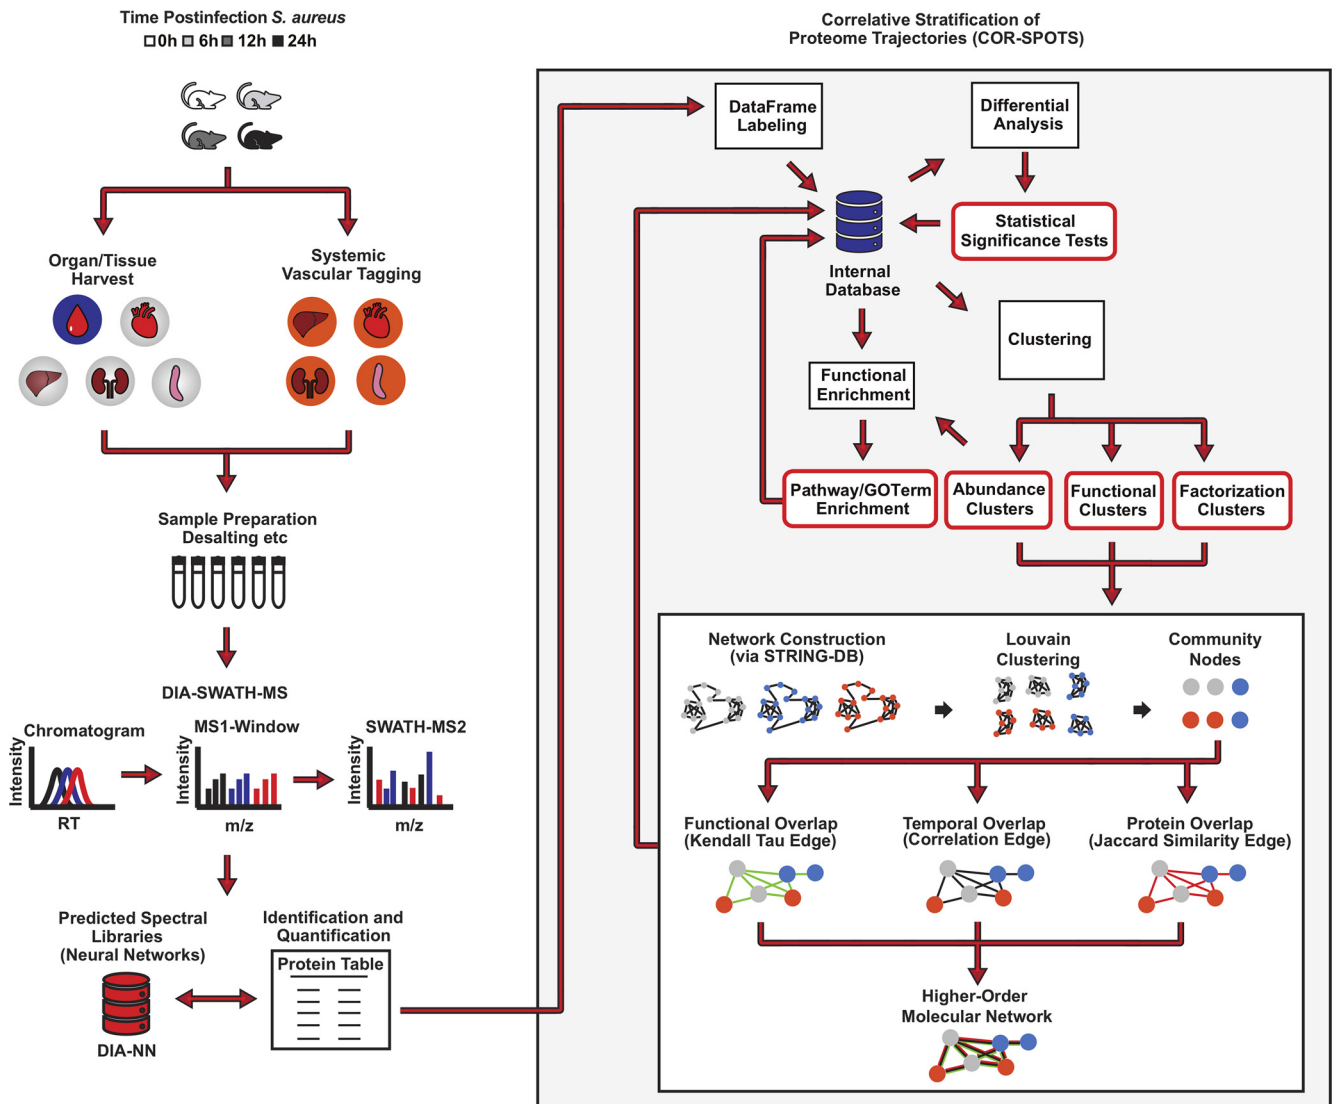 Time Postinfection S. aureus
0h 6h 12h 24h
Organ/Tissue
Harvest
Systemic
Vascular Tagging
Sample Preparation
Desalting etc
DIA-SWATH-MS
Chromatogram
Intensity
RT
MS1-Window
Intensity
m/z
SWATH-MS2
Intensity
m/z
Predicted Spectral
Libraries
(Neural Networks)
DIA-NN
Identification and
Quantification
Protein Table
Correlative Stratification of
Proteome Trajectories (COR-SPOTS)
DataFrame
Labeling
Differential
Analysis
Statistical
Significance Tests
Internal
Database
Clustering
Functional
Enrichment
Pathway/GOTerm
Enrichment
Abundance
Clusters
Functional
Clusters
Factorization
Clusters
Network Construction
(via STRING-DB)
Louvain
Clustering
Community
Nodes
Functional Overlap
(Kendall Tau Edge)
Temporal Overlap
(Correlation Edge)
Protein Overlap
(Jaccard Similarity Edge)
Higher-Order
Molecular Network